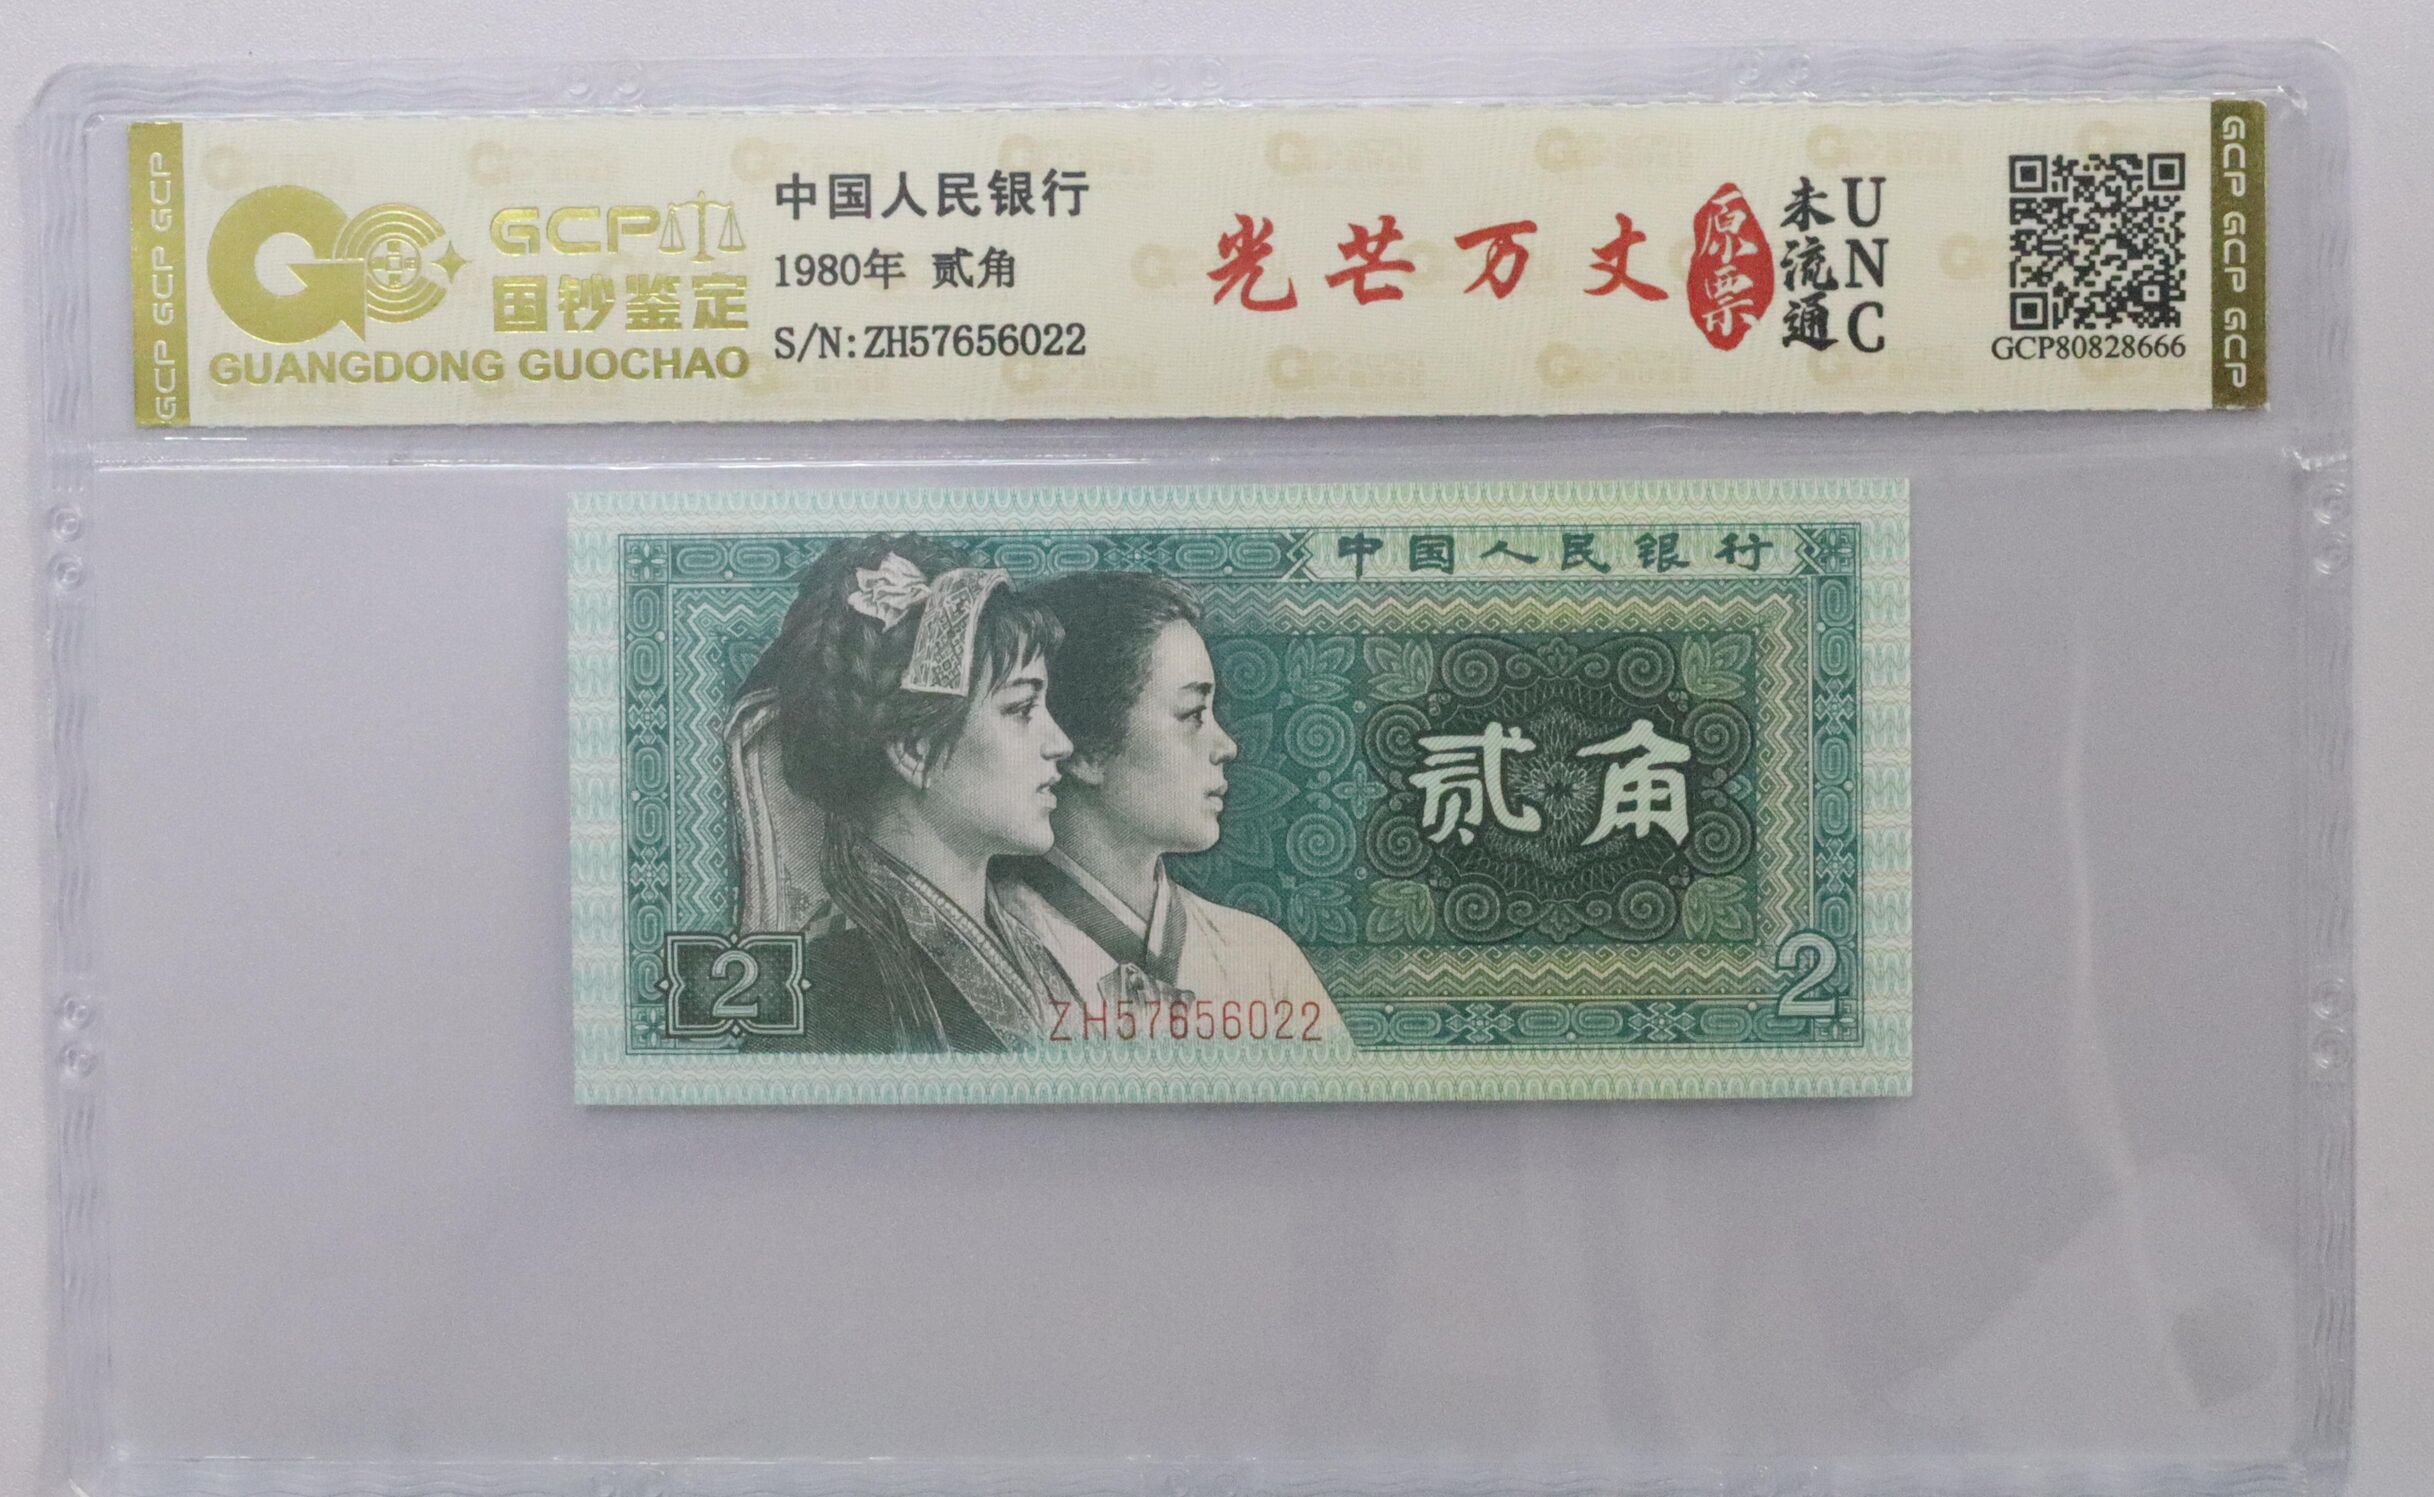 GCP GCP GCP
GCP
国钞鉴定
GUANGDONG GUOCHAO
中国人民银行
1980年 贰角
S/N:ZH57656022
光芒万丈
原票
未流通
UNC
GCP80828666
GCP GCP GCP
中国人民银行
贰角
2
ZH57656022
2